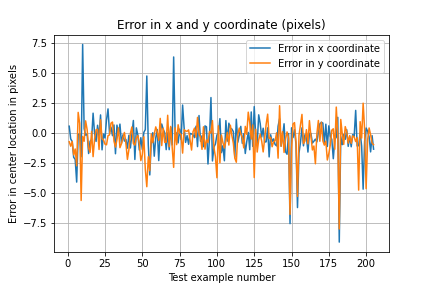 Error in x and y coordinate (pixels)
Error in x coordinate
Error in y coordinate
Error in center location in pixels
7.5
5.0
2.5
0.0
−2.5
−5.0
−7.5
0 25 50 75 100 125 150 175 200
Test example number